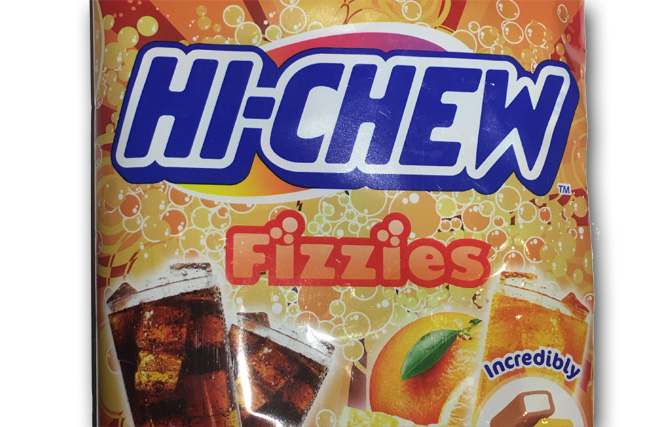 HI-CHEW
TM
Fizzies
Incredibly